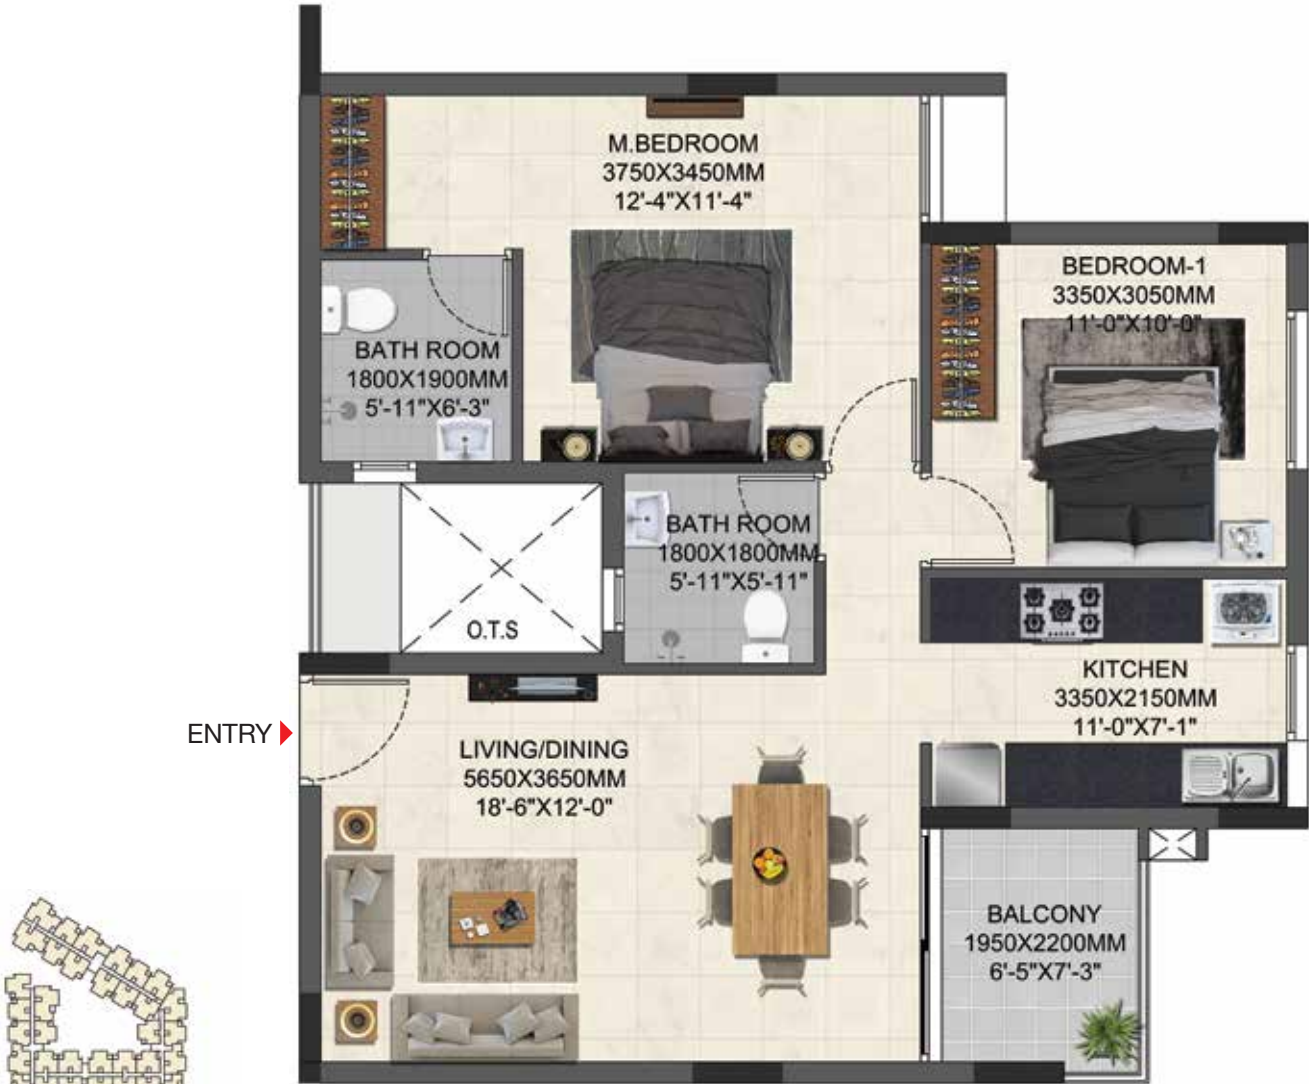 M.BEDROOM
3750X3450MM
12'-4"X11'-4"
BEDROOM-1
3350X3050MM
11'-0"X10'-0"
BATH ROOM
1800X1900MM
5'-11"X6'-3"
BATH ROOM
1800X1800MM
5'-11"X5'-11"
O.T.S
KITCHEN
3350X2150MM
11'-0"X7'-1"
ENTRY
LIVING/DINING
5650X3650MM
18'-6"X12'-0"
BALCONY
1950X2200MM
6'-5"X7'-3"